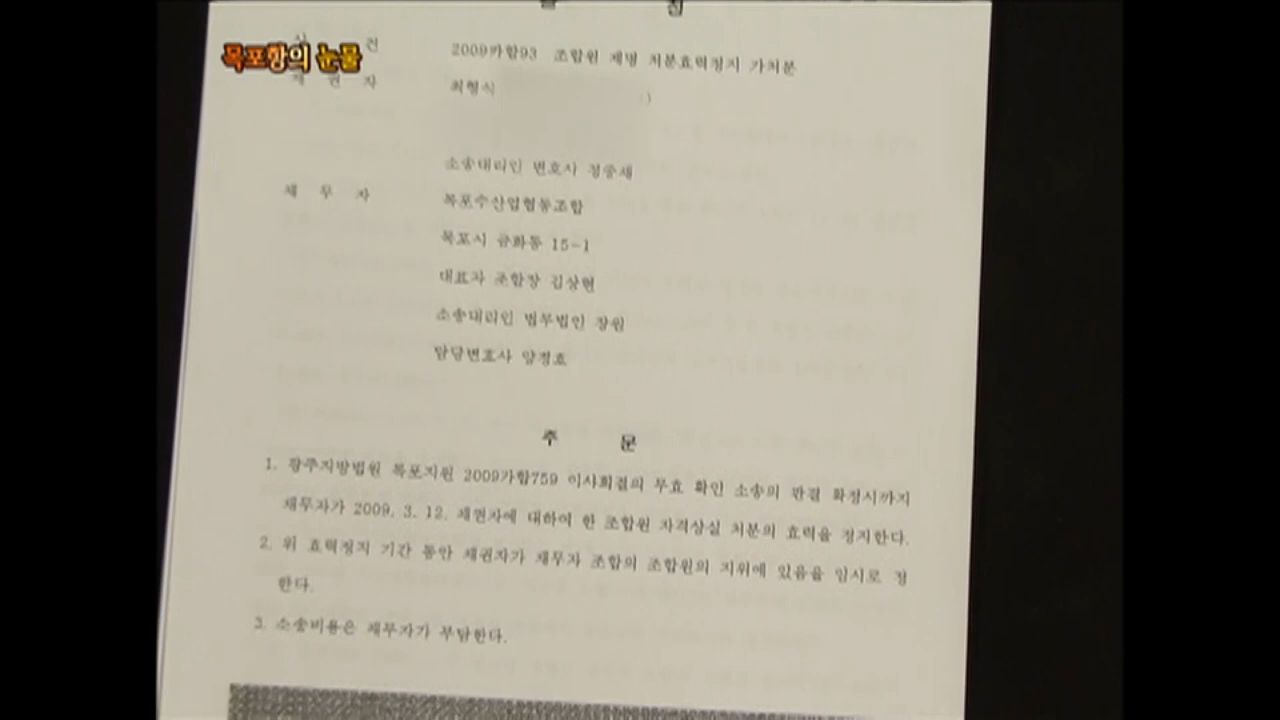 목포항의 눈물
건
2009카합93 조합원 제명 처분효력정지 가처분
채 권 자
최형식
소송대리인 변호사 정중재
채 무 자
목포수산업협동조합
목포시 금화동 15-1
대표자 조합장 김상현
소송대리인 법무법인 장원
담당변호사 양정호
주 문
1. 광주지방법원 목포지원 2009가합759 이사회결의 무효 확인 소송의 판결 확정시까지
채무자가 2009. 3. 12. 채권자에 대하여 한 조합원 자격상실 처분의 효력을 정지한다.
2. 위 효력정지 기간 동안 채권자가 채무자 조합의 조합원의 지위에 있음을 임시로 정
한다.
3. 소송비용은 채무자가 부담한다.